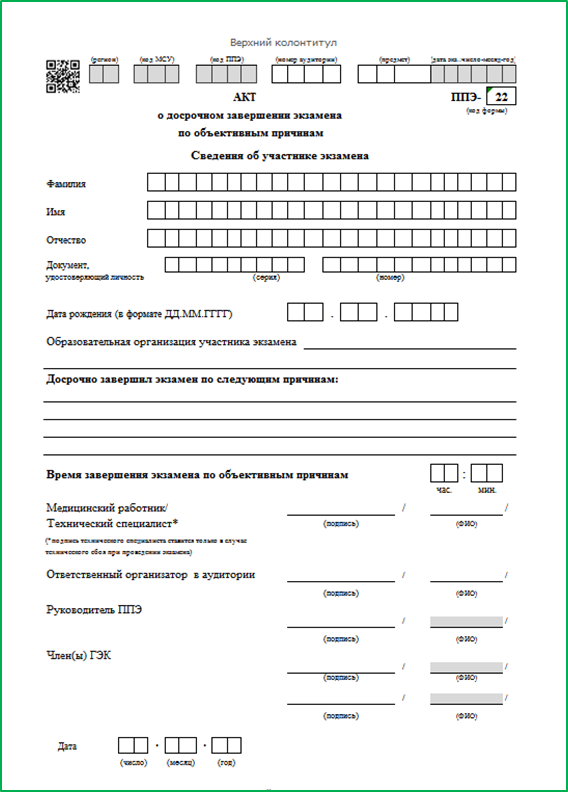 Верхний колонтитул
(регион) (код МСУ) (код ППЭ) (номер аудитории) (предмет) (дата экз.:число-месяц-год)
АКТ ППЭ- 22
(код формы)
о досрочном завершении экзамена
по объективным причинам
Сведения об участнике экзамена
Фамилия
Имя
Отчество
Документ,
удостоверяющий личность (серия) (номер)
Дата рождения (в формате ДД.ММ.ГГГГ) . .
Образовательная организация участника экзамена
Досрочно завершил экзамен по следующим причинам:
Время завершения экзамена по объективным причинам :
час. мин.
Медицинский работник/ / /
Технический специалист* (подпись) (ФИО)
(*подпись технического специалиста ставится только в случае
технического сбоя при проведении экзамена)
Ответственный организатор в аудитории / /
(подпись) (ФИО)
Руководитель ППЭ
/ /
(подпись) (ФИО)
Член(ы) ГЭК
/ /
(подпись) (ФИО)
/ /
(подпись) (ФИО)
Дата . .
(число) (месяц) (год)